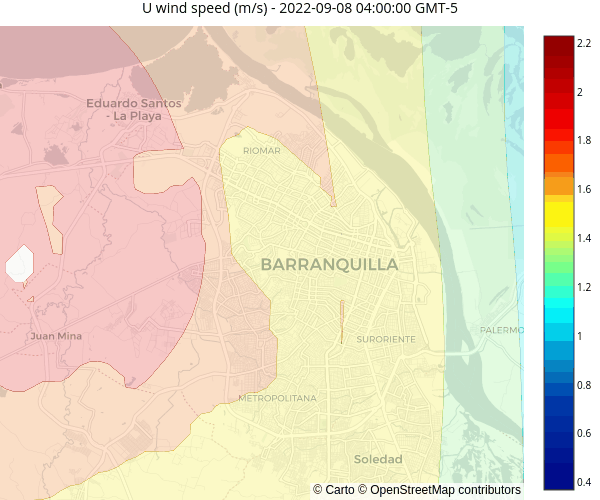 U wind speed (m/s) - 2022-09-08 04:00:00 GMT-5
Eduardo Santos
- La Playa
RIOMAR
BARRANQUILLA
Juan Mina
SURORIENTE
PALERMO
METROPOLITANA
Soledad
© Carto © OpenStreetMap contributors
2.2
2
1.8
1.6
1.4
1.2
1
0.8
0.6
0.4